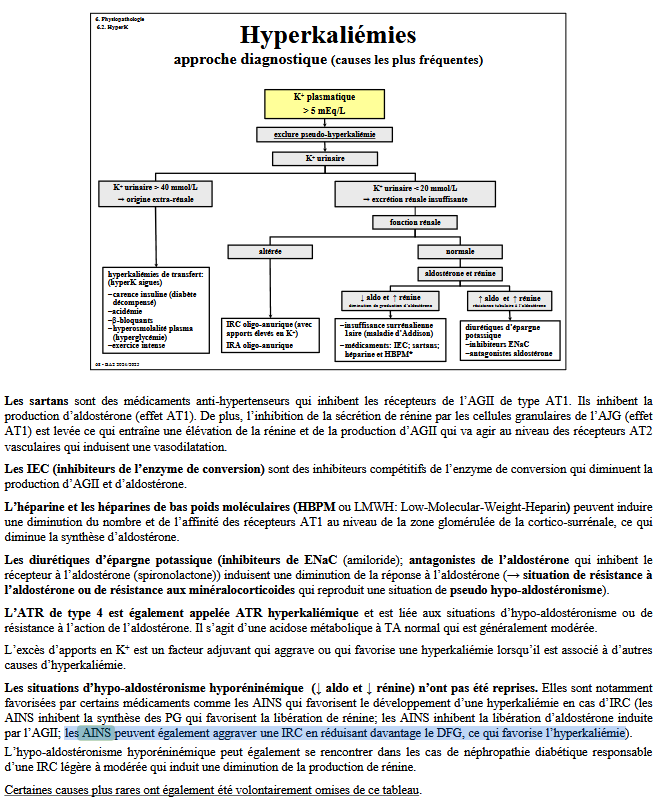 6. Physiopathologie
6.2. HyperK
Hyperkaliémies
approche diagnostique (causes les plus fréquentes)
K⁺ plasmatique
> 5 mEq/L
exclure pseudo-hyperkaliémie
K⁺ urinaire
K⁺ urinaire > 40 mmol/L
→ origine extra-rénale
K⁺ urinaire < 20 mmol/L
→ excrétion rénale insuffisante
fonction rénale
altérée
normale
aldostérone et rénine
↓ aldo et ↑ rénine
diminution de production d'aldostérone
↑ aldo et ↑ rénine
résistance tubulaire à l'aldostérone
hyperkaliémies de transfert:
(hyperK aigues)
–carence insuline (diabète
décompensé)
–acidémie
–β-bloquants
–hyperosmolalité plasma
(hyperglycémie)
–exercice intense
IRC oligo-anurique (avec
apports élevés en K⁺)
IRA oligo-anurique
–insuffisance surrénalienne
1aire (maladie d'Addison)
–médicaments: IEC; sartans;
héparine et HBPM*
diurétiques d'épargne
potassique
–inhibiteurs ENaC
–antagonistes aldostérone
Les sartans sont des médicaments anti-hypertenseurs qui inhibent les récepteurs de l'AGII de type AT1. Ils inhibent la
production d'aldostérone (effet AT1). De plus, l'inhibition de la sécrétion de rénine par les cellules granulaires de l'AJG (effet
AT1) est levée ce qui entraîne une élévation de la rénine et de la production d'AGII qui va agir au niveau des récepteurs AT2
vasculaires qui induisent une vasodilatation.
Les IEC (inhibiteurs de l'enzyme de conversion) sont des inhibiteurs compétitifs de l'enzyme de conversion qui diminuent la
production d'AGII et d'aldostérone.
L'héparine et les héparines de bas poids moléculaires (HBPM ou LMWH: Low-Molecular-Weight-Heparin) peuvent induire
une diminution du nombre et de l'affinité des récepteurs AT1 au niveau de la zone glomérulée de la cortico-surrénale, ce qui
diminue la synthèse d'aldostérone.
Les diurétiques d'épargne potassique (inhibiteurs de ENaC (amiloride); antagonistes de l'aldostérone qui inhibent le
récepteur à l'aldostérone (spironolactone)) induisent une diminution de la réponse à l'aldostérone (→ situation de résistance à
l'aldostérone ou de résistance aux minéralocorticoides qui reproduit une situation de pseudo hypo-aldostéronisme).
L'ATR de type 4 est également appelée ATR hyperkaliémique et est liée aux situations d'hypo-aldostéronisme ou de
résistance à l'action de l'aldostérone. Il s'agit d'une acidose métabolique à TA normal qui est généralement modérée.
L'excés d'apports en K⁺ est un facteur adjuvant qui aggrave ou qui favorise une hyperkaliémie lorsqu'il est associé à d'autres
causes d'hyperkaliémie.
Les situations d'hypo-aldostéronisme hyporéninémique (↓ aldo et ↓ rénine) n'ont pas été reprises. Elles sont notamment
favorisées par certains médicaments comme les AINS qui favorisent le développement d'une hyperkaliémie en cas d'IRC (les
AINS inhibent la synthèse des PG qui favorisent la libération de rénine; les AINS inhibent la libération d'aldostérone induite
par l'AGII; les AINS peuvent également aggraver une IRC en réduisant davantage le DFG, ce qui favorise l'hyperkaliémie).
L'hypo-aldostéronisme hyporéninémique peut également se rencontrer dans les cas de néphropathie diabétique responsable
d'une IRC légère à modérée qui induit une diminution de la production de rénine.
Certaines causes plus rares ont également été volontairement omises de ce tableau.